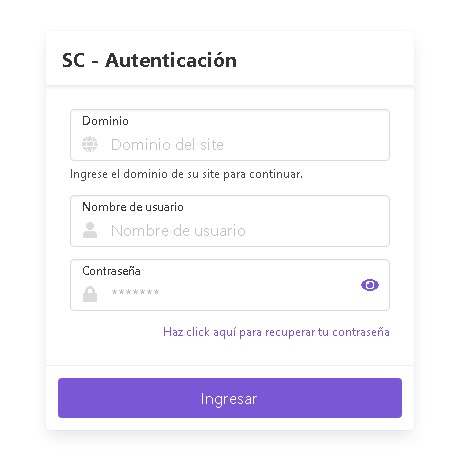 SC - Autenticación
Dominio
Dominio del site
Ingrese el dominio de su site para continuar.
Nombre de usuario
Nombre de usuario
Contraseña
*******
Haz click aquí para recuperar tu contraseña
Ingresar